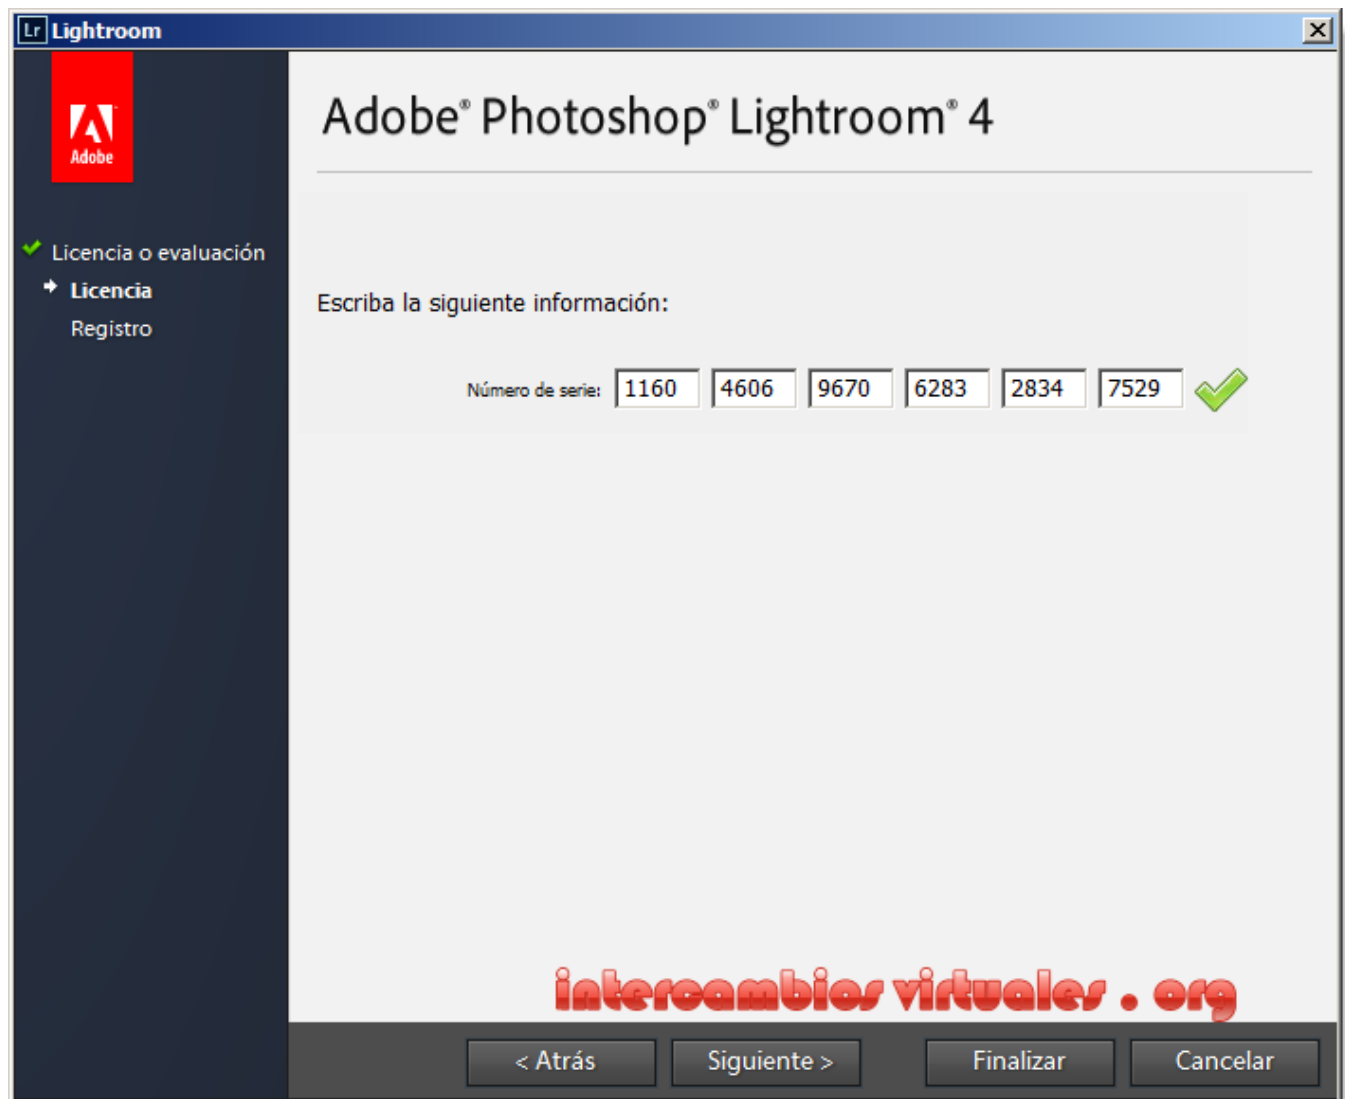 Lr Lightroom
Adobe
Adobe® Photoshop® Lightroom® 4
Licencia o evaluación
Licencia
Registro
Escriba la siguiente información:
Número de serie: 1160 4606 9670 6283 2834 7529
intercambios virtuales . org
< Atrás Siguiente > Finalizar Cancelar